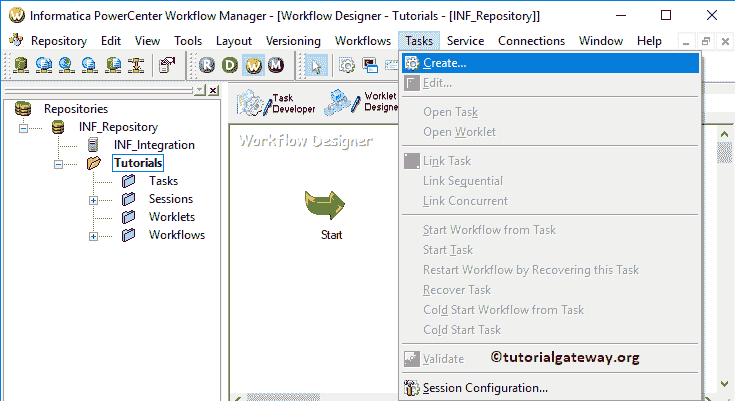 Informatica PowerCenter Workflow Manager - [Workflow Designer - Tutorials - [INF_Repository]]
Repository Edit View Tools Layout Versioning Workflows Tasks Service Connections Window Help
R D W M
Repositories
INF_Repository
INF_Integration
Tutorials
Tasks
Sessions
Worklets
Workflows
Task
Developer
Worklet
Designe
Workflow Designer
Start
Create...
Edit...
Open Task
Open Worklet
Link Task
Link Sequential
Link Concurrent
Start Workflow from Task
Start Task
Restart Workflow by Recovering this Task
Recover Task
Cold Start Workflow from Task
Cold Start Task
Validate
©tutorialgateway.org
Session Configuration...